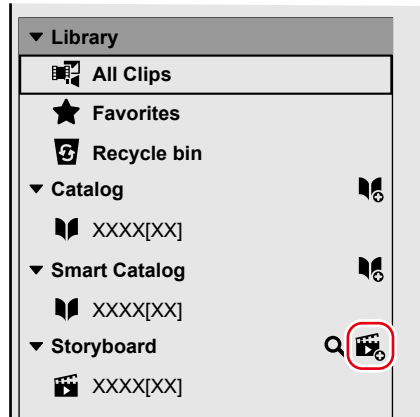 Library
All Clips
Favorites
Recycle bin
Catalog
XXXX[XX]
Smart Catalog
XXXX[XX]
Storyboard
XXXX[XX]